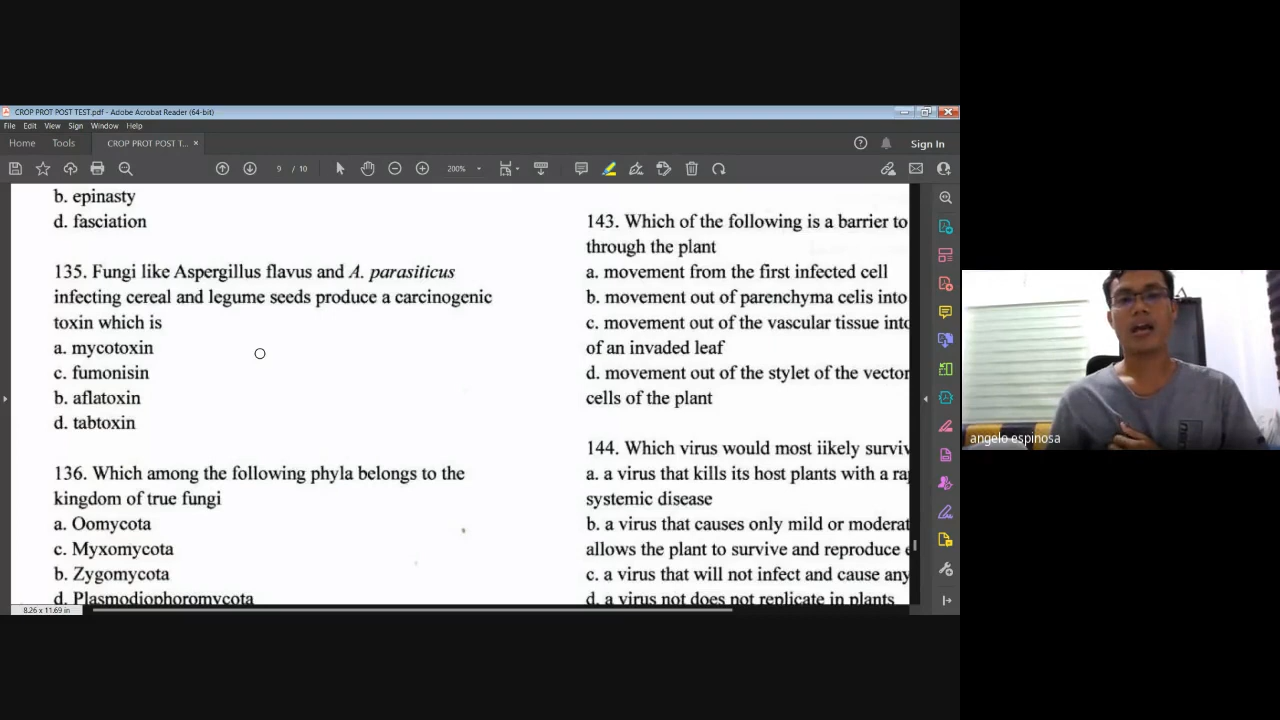 CROP PROT POST TEST.pdf - Adobe Acrobat Reader (64-bit)
File Edit View Sign Window Help
Home Tools CROP PROT POST T... × Sign In
9 / 10 200%
b. epinasty
d. fasciation
135. Fungi like Aspergillus flavus and A. parasiticus
infecting cereal and legume seeds produce a carcinogenic
toxin which is
a. mycotoxin
c. fumonisin
b. aflatoxin
d. tabtoxin
136. Which among the following phyla belongs to the
kingdom of true fungi
a. Oomycota
c. Myxomycota
b. Zygomycota
d. Plasmodiophoromycota
143. Which of the following is a barrier to
through the plant
a. movement from the first infected cell
b. movement out of parenchyma celis into
c. movement out of the vascular tissue intc
of an invaded leaf
d. movement out of the stylet of the vector
cells of the plant
144. Which virus would most iikely surviv
a. a virus that kills its host plants with a ra
systemic disease
b. a virus that causes only mild or moderat
allows the plant to survive and reproduce
c. a virus that will not infect and cause any
d. a virus not does not replicate in plants
8.26 x 11.69 in
angelo espinosa